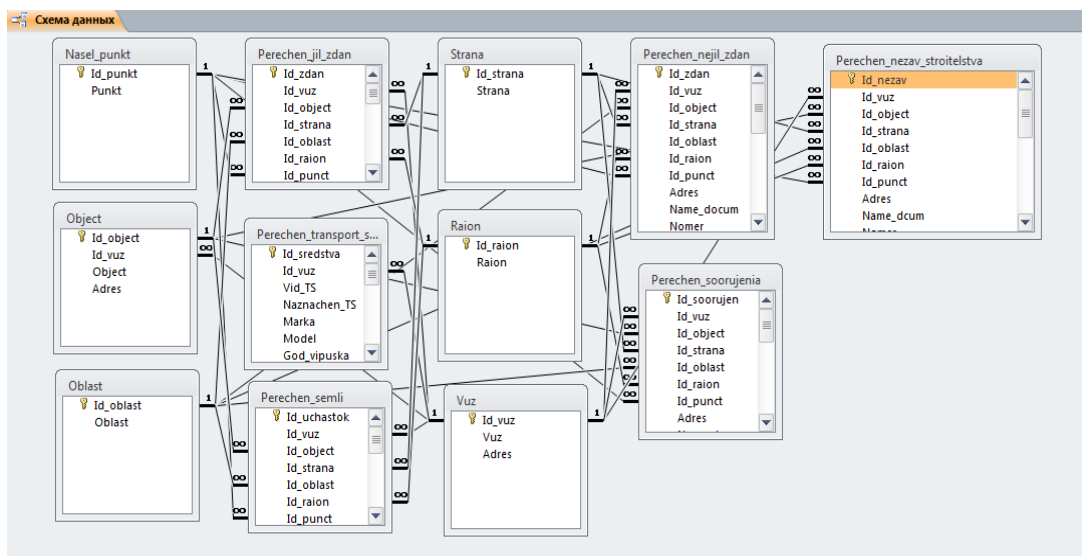 Схема данных
Nasel_punkt
Id_punkt
Punkt
Perechen_jil_zdan
Id_zdan
Id_vuz
Id_object
Id_strana
Id_oblast
Id_raion
Id_punct
Strana
Id_strana
Strana
Perechen_nejil_zdan
Id_zdan
Id_vuz
Id_object
Id_strana
Id_oblast
Id_raion
Id_punct
Adres
Name_docum
Nomer
Perechen_nezav_stroitelstva
Id_nezav
Id_vuz
Id_object
Id_strana
Id_oblast
Id_raion
Id_punct
Adres
Name_dcum
Object
Id_object
Id_vuz
Object
Adres
Perechen_transport_s...
Id_sredstva
Id_vuz
Vid_TS
Naznachen_TS
Marka
Model
God_vipuska
Raion
Id_raion
Raion
Perechen_soorujenia
Id_soorujen
Id_vuz
Id_object
Id_strana
Id_oblast
Id_raion
Id_punct
Adres
Oblast
Id_oblast
Oblast
Perechen_semli
Id_uchastok
Id_vuz
Id_object
Id_strana
Id_oblast
Id_raion
Id_punct
Vuz
Id_vuz
Vuz
Adres